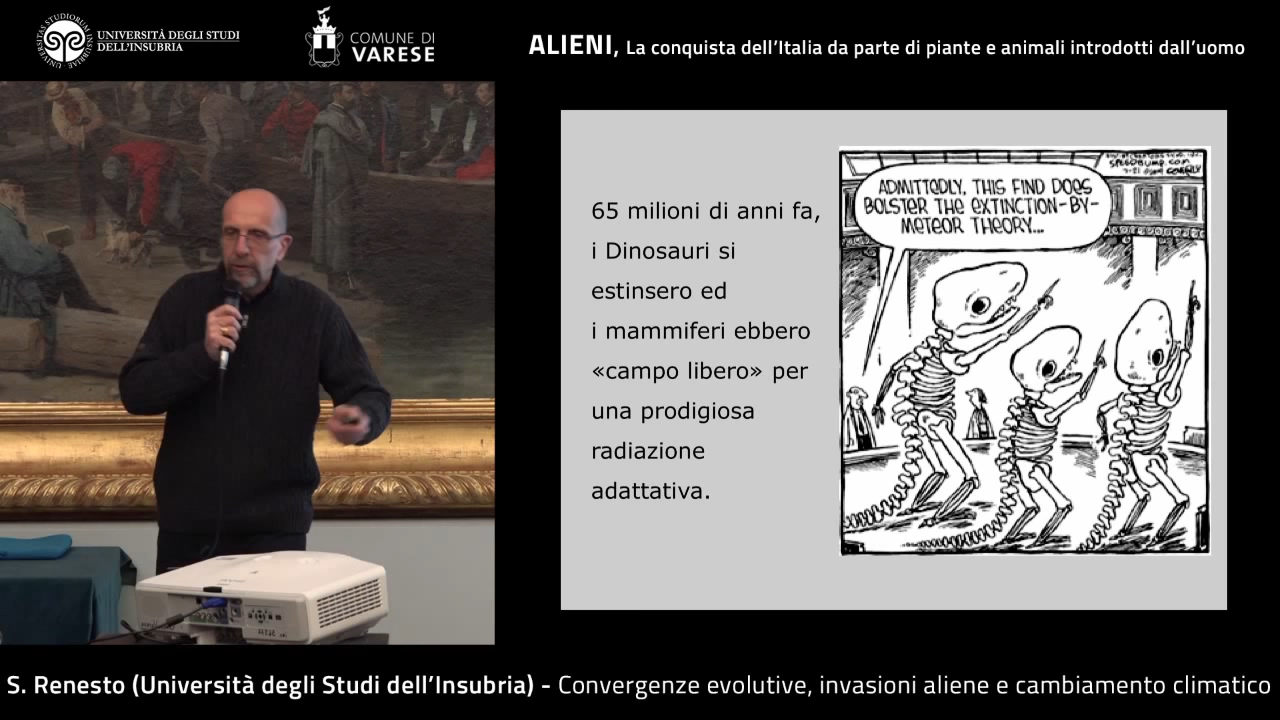 UNIVERSITÀ DEGLI STUDI
DELL'INSUBRIA
COMUNE DI
VARESE
ALIENI, La conquista dell'Italia da parte di piante e animali introdotti dall'uomo
65 milioni di anni fa,
i Dinosauri si
estinsero ed
i mammiferi ebbero
«campo libero» per
una prodigiosa
radiazione
adattativa.
SPEEDBUMP.COM
ADMITTEDLY, THIS FIND DOES
BOLSTER THE EXTINCTION-BY-
METEOR THEORY...
S. Renesto (Università degli Studi dell'Insubria) - Convergenze evolutive, invasioni aliene e cambiamento climatico